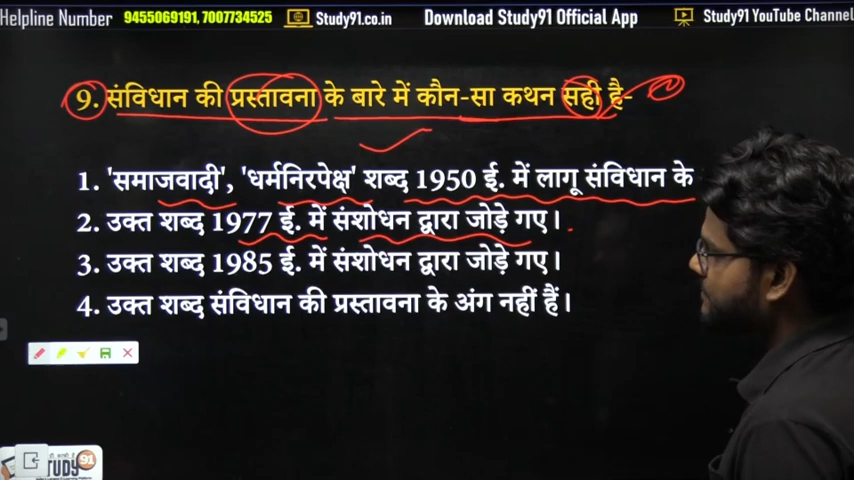 Helpline Number 9455069191, 7007734525 Study91.co.in Download Study91 Official App Study91 YouTube Channel
9. संविधान की प्रस्तावना के बारे में कौन-सा कथन सही है-
1. 'समाजवादी', 'धर्मनिरपेक्ष' शब्द 1950 ई. में लागू संविधान के
2. उक्त शब्द 1977 ई. में संशोधन द्वारा जोड़े गए।
3. उक्त शब्द 1985 ई. में संशोधन द्वारा जोड़े गए।
4. उक्त शब्द संविधान की प्रस्तावना के अंग नहीं हैं।
TUDY 91